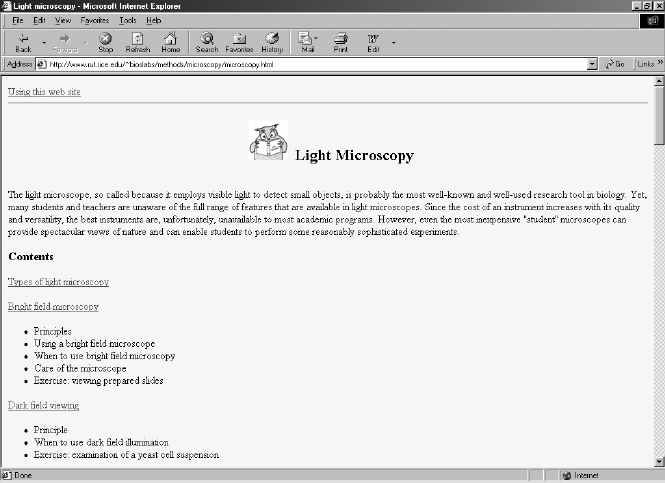 Light microscopy - Microsoft Internet Explorer
File Edit View Favorites Tools Help
Back Forward Stop Refresh Home Search Favorites History Mail Print Edit
Address http://www.ruf.rice.edu/~bioslabs/methods/microscopy/microscopy.html Go Links »
Using this web site
Light Microscopy
The light microscope, so called because it employs visible light to detect small objects, is probably the most well-known and well-used research tool in biology. Yet,
many students and teachers are unaware of the full range of features that are available in light microscopes. Since the cost of an instrument increases with its quality
and versatility, the best instruments are, unfortunately, unavailable to most academic programs. However, even the most inexpensive "student" microscopes can
provide spectacular views of nature and can enable students to perform some reasonably sophisticated experiments.
Contents
Types of light microscopy
Bright field microscopy
• Principles
• Using a bright field microscope
• When to use bright field microscopy
• Care of the microscope
• Exercise: viewing prepared slides
Dark field viewing
• Principle
• When to use dark field illumination
• Exercise: examination of a yeast cell suspension
Done Internet